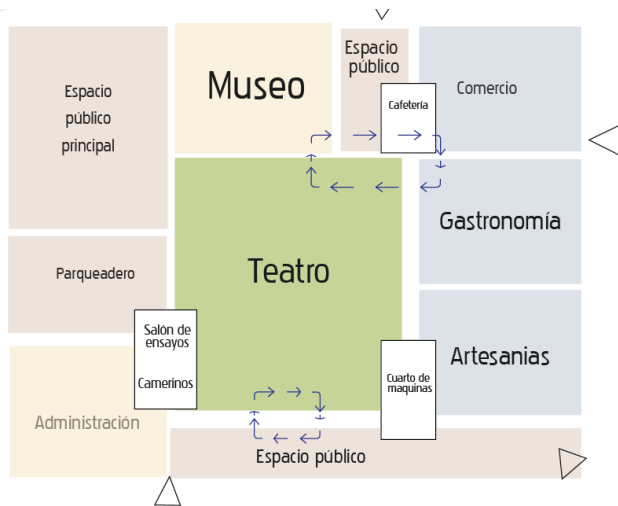 Espacio
público
principal
Museo
Espacio
público
Cafetería
Comercio
Gastronomía
Teatro
Parqueadero
Salón de
ensayos
Camerinos
Artesanias
Cuarto de
maquinas
Administración
Espacio público